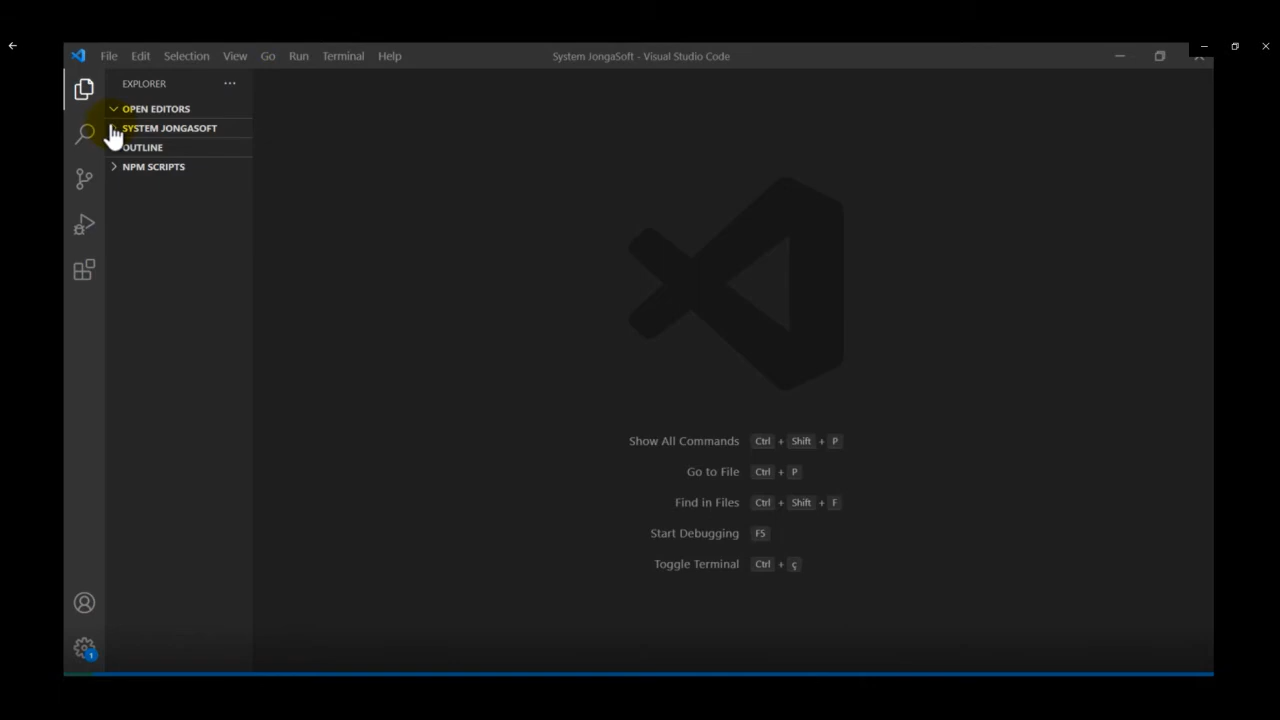 File Edit Selection View Go Run Terminal Help
System JongaSoft - Visual Studio Code
EXPLORER
OPEN EDITORS
SYSTEM JONGASOFT
OUTLINE
NPM SCRIPTS
Show All Commands Ctrl + Shift + P
Go to File Ctrl + P
Find in Files Ctrl + Shift + F
Start Debugging F5
Toggle Terminal Ctrl + ç
1